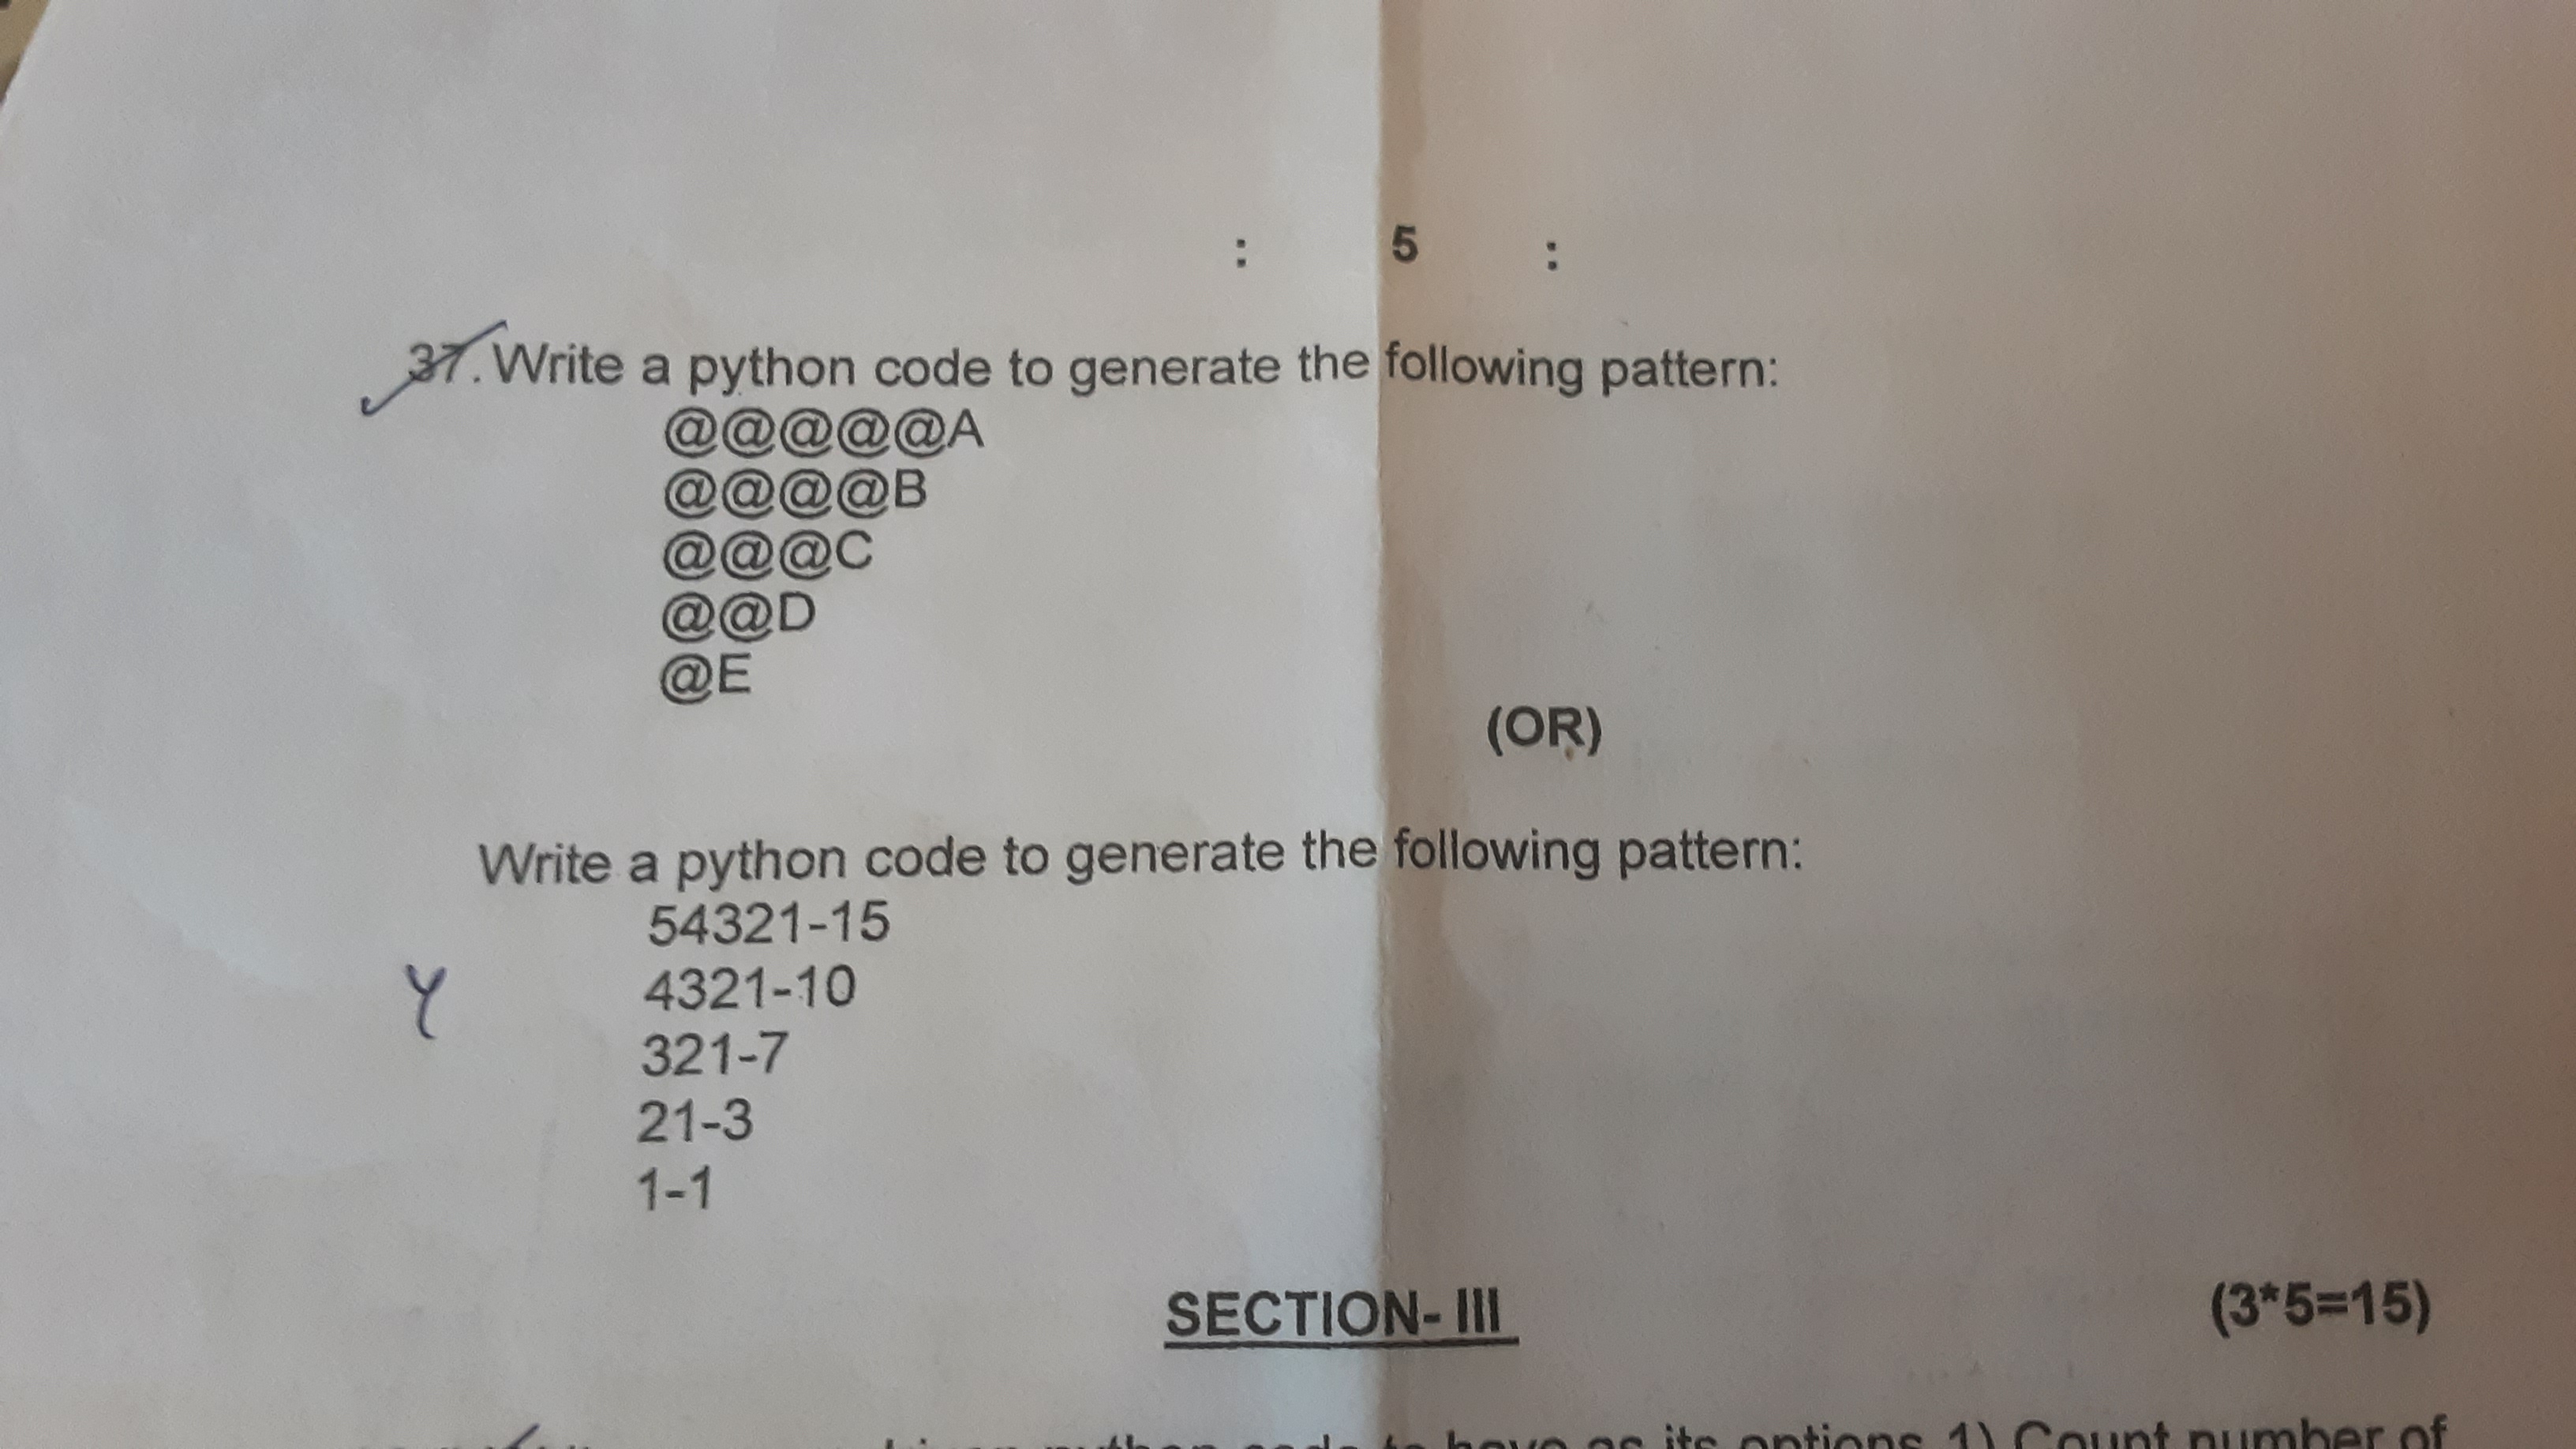 : 5 :
37. Write a python code to generate the following pattern:
@@@@@A
@@@@B
@@@C
@@D
@E
(OR)
Write a python code to generate the following pattern:
54321-15
4321-10
321-7
21-3
1-1
Y
SECTION- III (3*5=15)
python code to have as its options 1) Count number of